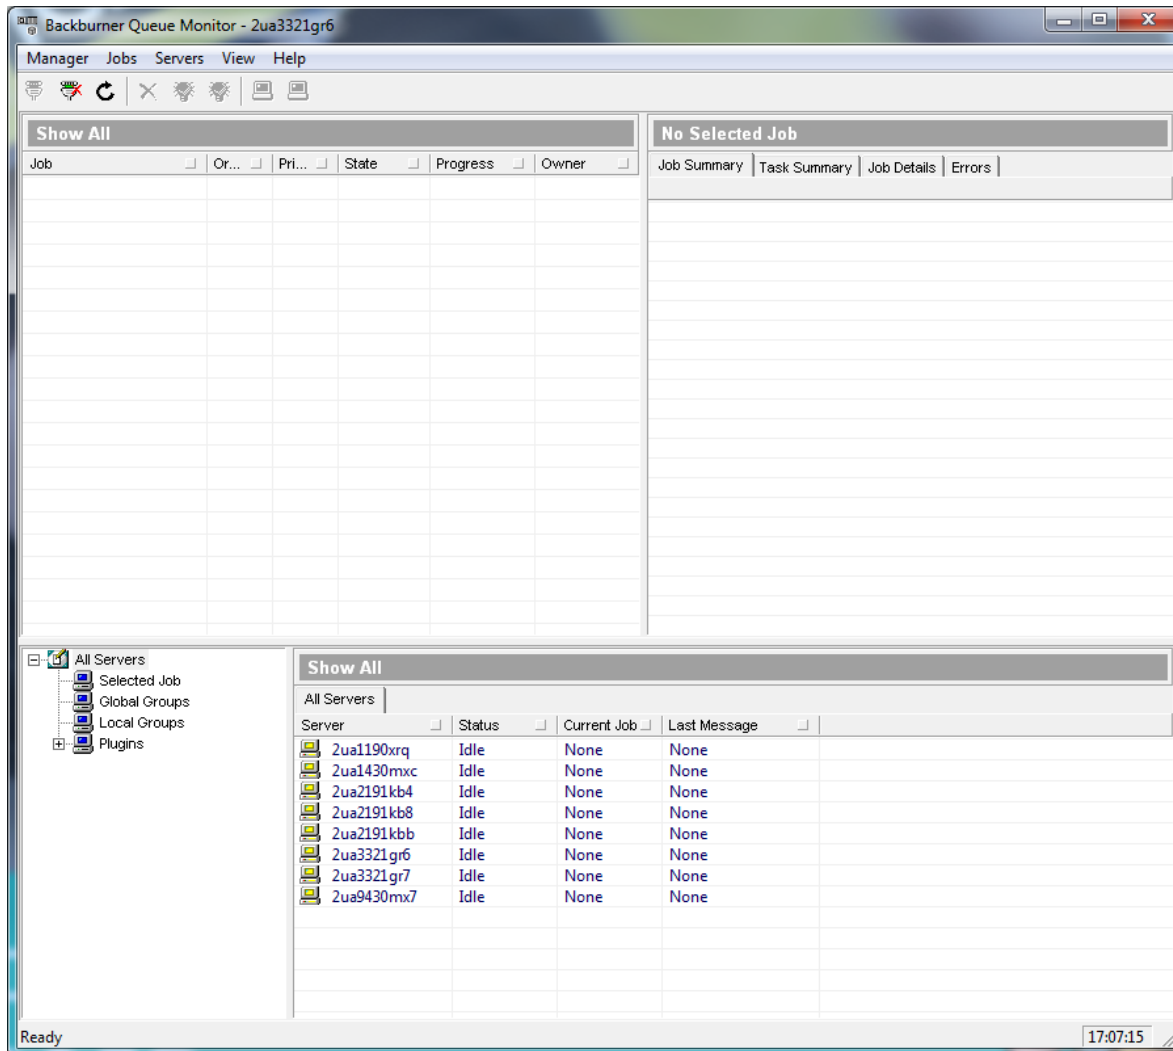 Backburner Queue Monitor - 2ua3321gr6
Manager Jobs Servers View Help
Show All
Job Or... Pri... State Progress Owner
No Selected Job
Job Summary Task Summary Job Details Errors
All Servers
Selected Job
Global Groups
Local Groups
Plugins
Show All
All Servers
Server Status Current Job Last Message
2ua1190xrq Idle None None
2ua1430mxc Idle None None
2ua2191kb4 Idle None None
2ua2191kb8 Idle None None
2ua2191kbb Idle None None
2ua3321gr6 Idle None None
2ua3321gr7 Idle None None
2ua9430mx7 Idle None None
Ready 17:07:15